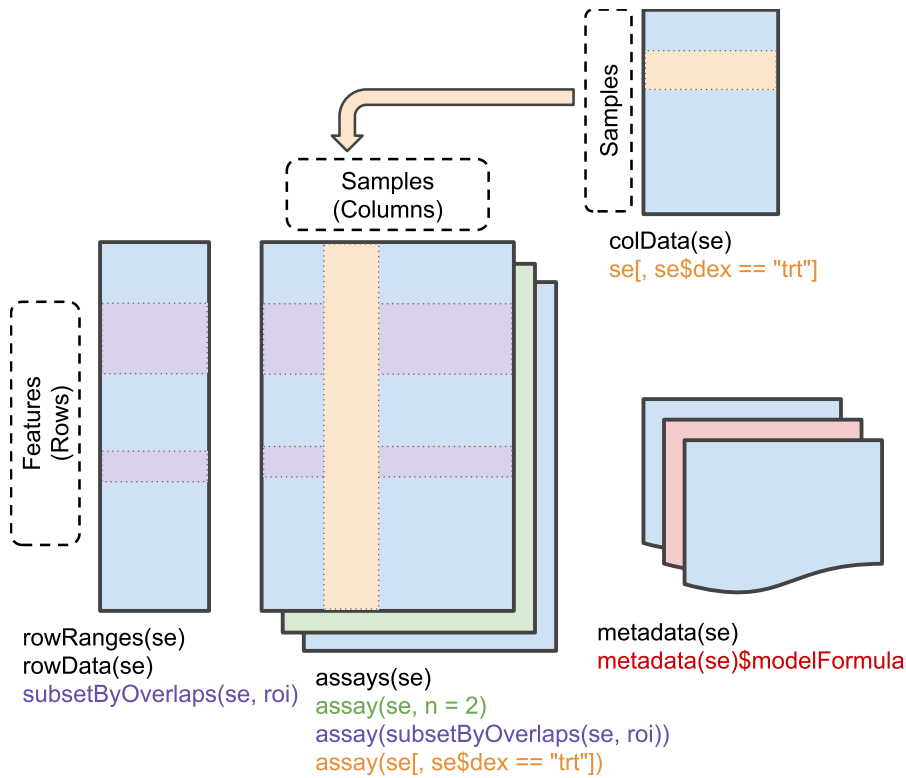 Samples
colData(se)
se[, se$dex == "trt"]
Samples
(Columns)
Features
(Rows)
rowRanges(se)
rowData(se)
subsetByOverlaps(se, roi)
assays(se)
assay(se, n = 2)
assay(subsetByOverlaps(se, roi))
assay(se[, se$dex == "trt"])
metadata(se)
metadata(se)$modelFormula